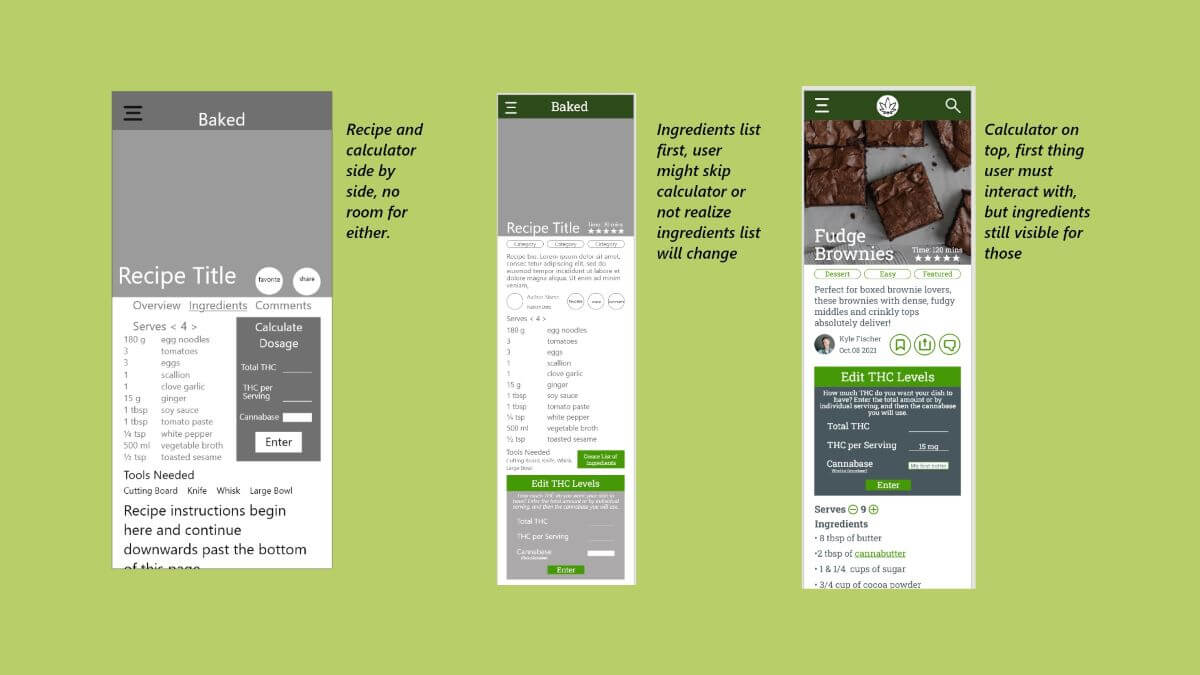 Baked
Recipe Title
favorite
share
Overview Ingredients Comments
Serves < 4 >
180 g egg noodles
3 tomatoes
3 eggs
1 scallion
1 clove garlic
15 g ginger
1 tbsp soy sauce
1 tbsp tomato paste
¼ tsp white pepper
500 ml vegetable broth
½ tsp toasted sesame
Calculate
Dosage
Total THC
THC per
Serving
Cannabase
Enter
Tools Needed
Cutting Board Knife Whisk Large Bowl
Recipe instructions begin
here and continue
downwards past the bottom
of this page
Recipe and
calculator
side by
side, no
room for
either.
Baked
Recipe Title
Time: 20 mins
Category Category Category
Recipe bio. Lorem ipsum dolor sit amet,
consec tetur adipiscing elit, sed do
eiusmod tempor incididunt ut labore et
dolore magna aliqua. Ut enim ad minim
veniam,
Author Name
Serves < 4 >
180 g egg noodles
3 tomatoes
3 eggs
1 scallion
1 clove garlic
15 g ginger
1 tbsp soy sauce
1 tbsp tomato paste
¼ tsp white pepper
500 ml vegetable broth
½ tsp toasted sesame
Tools Needed
Cutting Board, Knife, Whisk,
Large Bowl
Create List of
Ingredients
Edit THC Levels
How much THC do you want your dish to
have? Enter the total amount or by individual
serving, and then the cannabase you will use.
Total THC
THC per Serving
Cannabase
Enter
Ingredients list
first, user
might skip
calculator or
not realize
ingredients list
will change
Fudge
Brownies
Time: 120 mins
Dessert Easy Featured
Perfect for boxed brownie lovers,
these brownies with dense, fudgy
middles and crinkly tops
absolutely deliver!
Kyle Fischer
Oct.08 2021
Edit THC Levels
How much THC do you want your dish to
have? Enter the total amount or by
individual serving, and then the cannabase
you will use.
Total THC
THC per Serving 15 mg
Cannabase My first butter
Enter
Serves 9
Ingredients
• 8 tbsp of butter
•2 tbsp of cannabutter
• 1 & 1/4 cups of sugar
• 3/4 cup of cocoa powder
Calculator on
top, first thing
user must
interact with,
but ingredients
still visible for
those